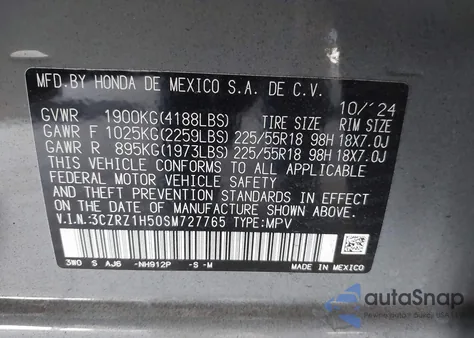 MFD.BY HONDA DE MEXICO S.A. DE C.V.
10/'24
GVWR 1900KG(4188LBS) TIRE SIZE RIM SIZE
GAWR F 1025KG(2259LBS) 225/55R18 98H 18X7.0J
GAWR R 895KG(1973LBS) 225/55R18 98H 18X7.0J
THIS VEHICLE CONFORMS TO ALL APPLICABLE
FEDERAL MOTOR VEHICLE SAFETY AND
THEFT PREVENTION STANDARDS IN EFFECT
ON THE DATE OF MANUFACTURE SHOWN ABOVE.
V.I.N.:3CZRZ1H50SM727765 TYPE:MPV
3W0 S AJ6 -NH912P -S -M MADE IN MEXICO
autoSnap